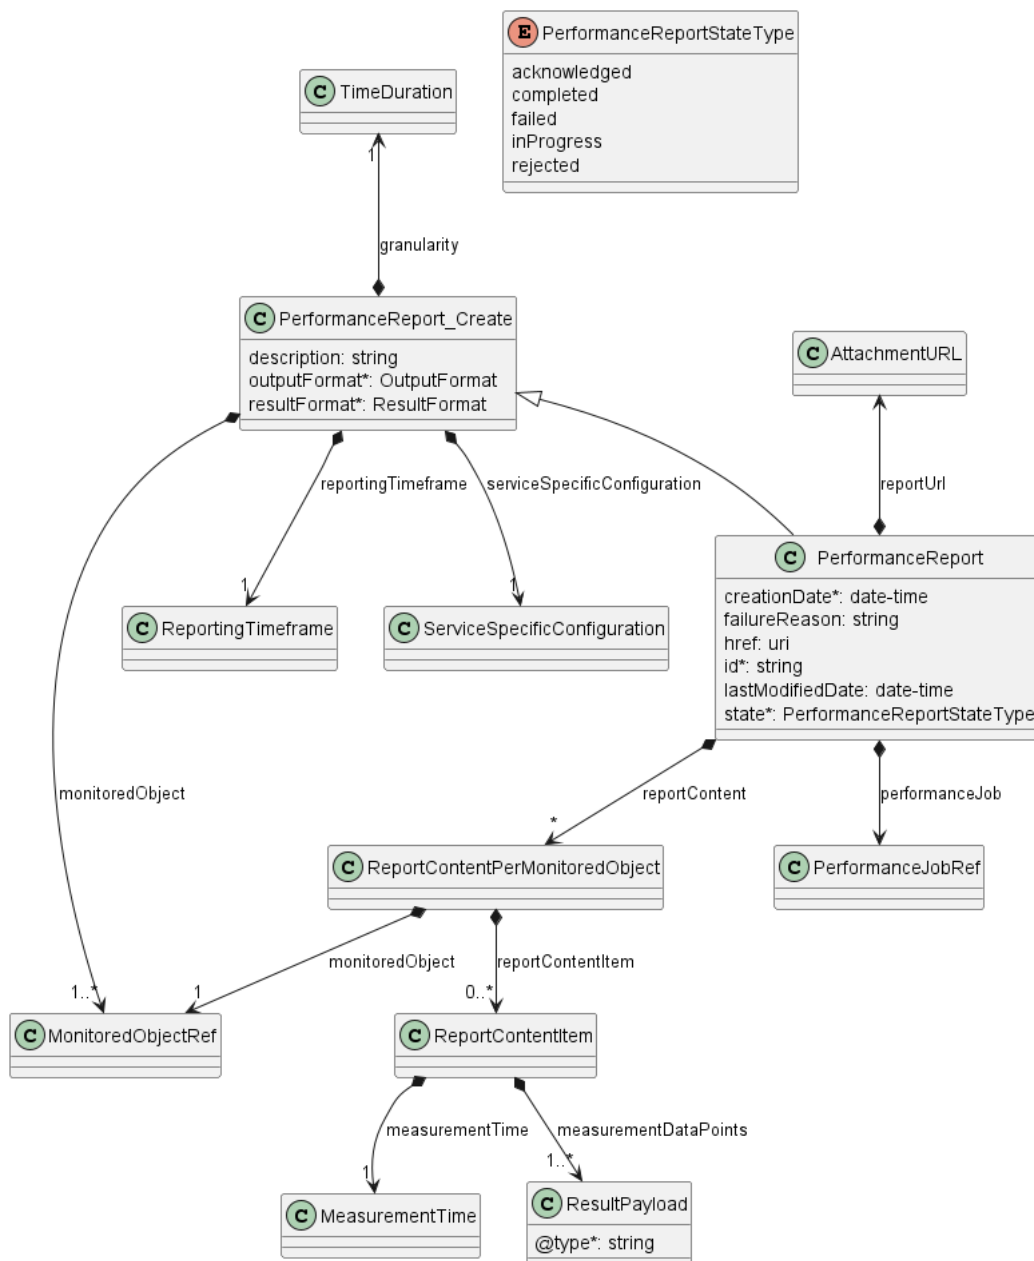 E PerformanceReportStateType
acknowledged
completed
failed
inProgress
rejected
C TimeDuration
1
granularity
C PerformanceReport_Create
description: string
outputFormat*: OutputFormat
resultFormat*: ResultFormat
C AttachmentURL
reportingTimeframe
serviceSpecificConfiguration
reportUrl
C PerformanceReport
creationDate*: date-time
failureReason: string
href: uri
id*: string
lastModifiedDate: date-time
state*: PerformanceReportStateType
1
1
C ReportingTimeframe
C ServiceSpecificConfiguration
monitoredObject
reportContent
performanceJob
*
C ReportContentPerMonitoredObject
C PerformanceJobRef
monitoredObject
reportContentItem
1..*
1
0..*
C MonitoredObjectRef
C ReportContentItem
measurementTime
measurementDataPoints
1
1..*
C MeasurementTime
C ResultPayload
@type*: string